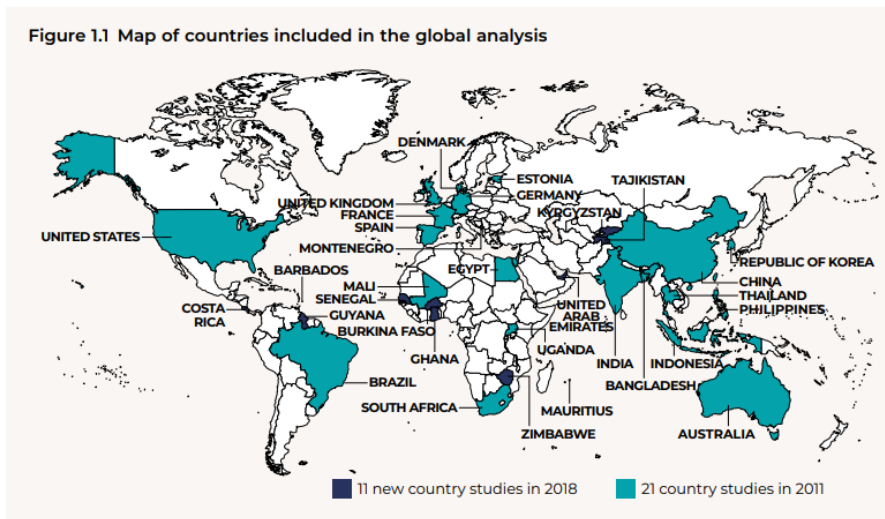 Figure 1.1 Map of countries included in the global analysis
DENMARK
ESTONIA
TAJIKISTAN
GERMANY
UNITED KINGDOM
KYRGYZSTAN
FRANCE
SPAIN
UNITED STATES
MONTENEGRO
REPUBLIC OF KOREA
BARBADOS
EGYPT
CHINA
MALI
THAILAND
SENEGAL
COSTA
RICA
GUYANA
UNITED
ARAB
EMIRATES
PHILIPPINES
BURKINA FASO
UGANDA
GHANA
INDIA
INDONESIA
BRAZIL
BANGLADESH
SOUTH AFRICA
MAURITIUS
ZIMBABWE
AUSTRALIA
11 new country studies in 2018
21 country studies in 2011